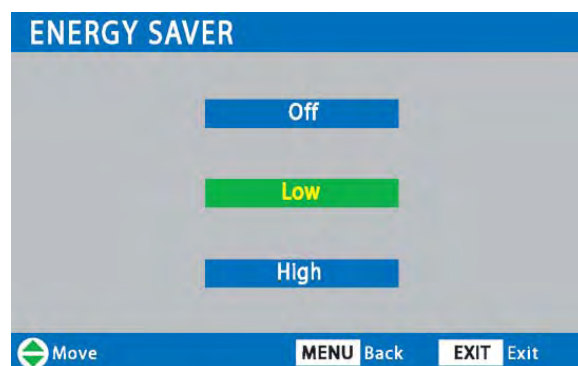 ENERGY SAVER
Off
Low
High
Move MENU Back EXIT Exit